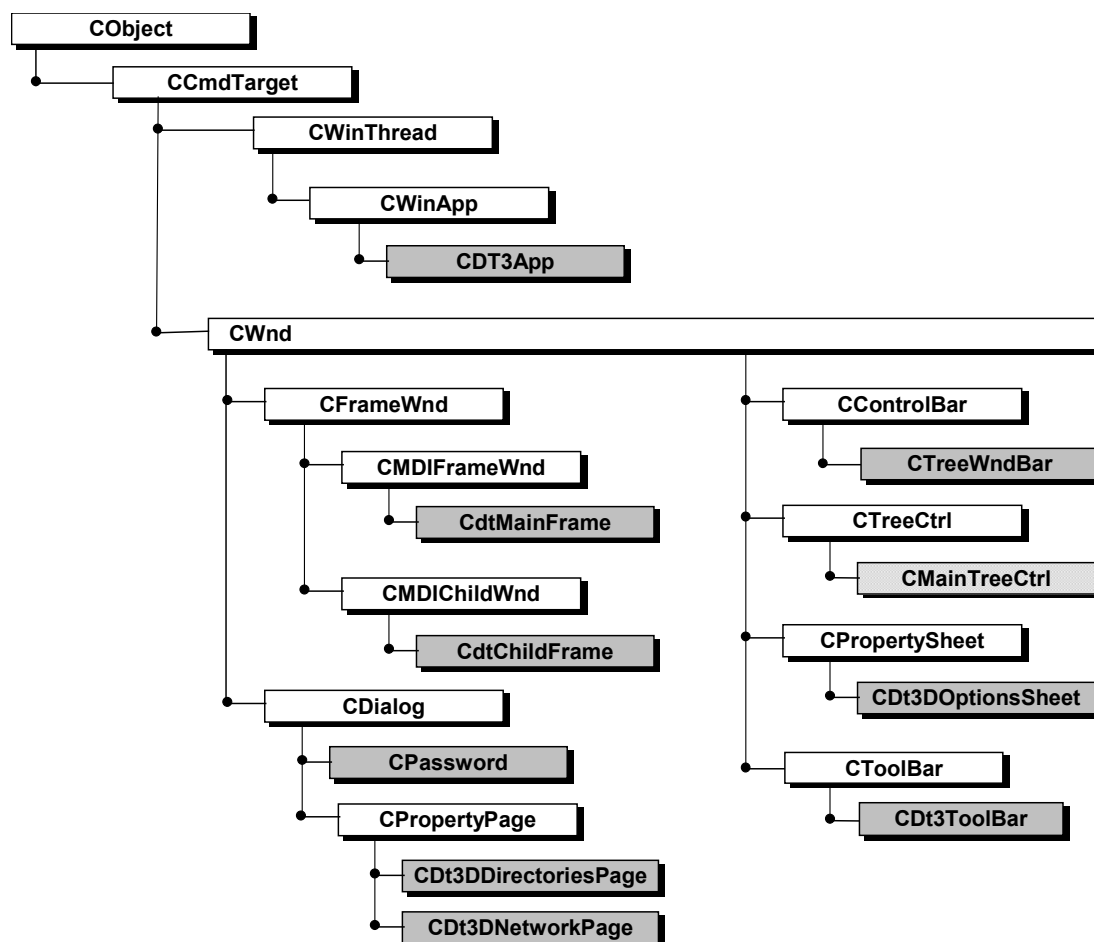 CObject
CCmdTarget
CWinThread
CWinApp
CDT3App
CWnd
CFrameWnd
CMDIFrameWnd
CdtMainFrame
CMDIChildWnd
CdtChildFrame
CDialog
CPassword
CPropertyPage
CDt3DDirectoriesPage
CDt3DNetworkPage
CControlBar
CTreeWndBar
CTreeCtrl
CMainTreeCtrl
CPropertySheet
CDt3DOptionsSheet
CToolBar
CDt3ToolBar